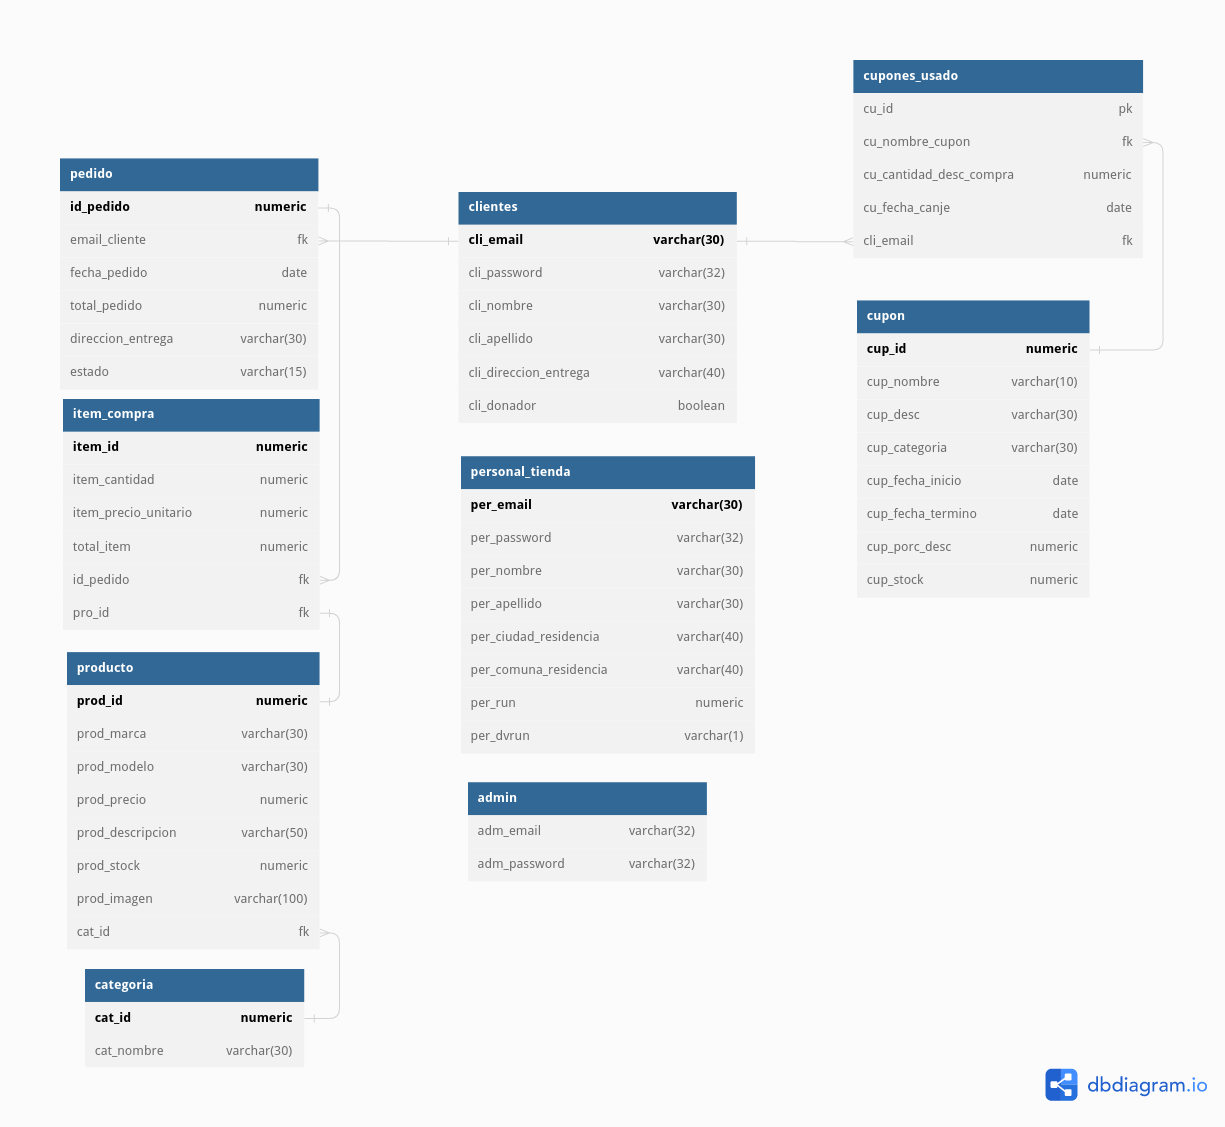 pedido
id_pedido numeric
email_cliente fk
fecha_pedido date
total_pedido numeric
direccion_entrega varchar(30)
estado varchar(15)
item_compra
item_id numeric
item_cantidad numeric
item_precio_unitario numeric
total_item numeric
id_pedido fk
pro_id fk
producto
prod_id numeric
prod_marca varchar(30)
prod_modelo varchar(30)
prod_precio numeric
prod_descripcion varchar(50)
prod_stock numeric
prod_imagen varchar(100)
cat_id fk
categoria
cat_id numeric
cat_nombre varchar(30)
clientes
cli_email varchar(30)
cli_password varchar(32)
cli_nombre varchar(30)
cli_apellido varchar(30)
cli_direccion_entrega varchar(40)
cli_donador boolean
personal_tienda
per_email varchar(30)
per_password varchar(32)
per_nombre varchar(30)
per_apellido varchar(30)
per_ciudad_residencia varchar(40)
per_comuna_residencia varchar(40)
per_run numeric
per_dvrun varchar(1)
admin
adm_email varchar(32)
adm_password varchar(32)
cupones_usado
cu_id pk
cu_nombre_cupon fk
cu_cantidad_desc_compra numeric
cu_fecha_canje date
cli_email fk
cupon
cup_id numeric
cup_nombre varchar(10)
cup_desc varchar(30)
cup_categoria varchar(30)
cup_fecha_inicio date
cup_fecha_termino date
cup_porc_desc numeric
cup_stock numeric
dbdiagram.io